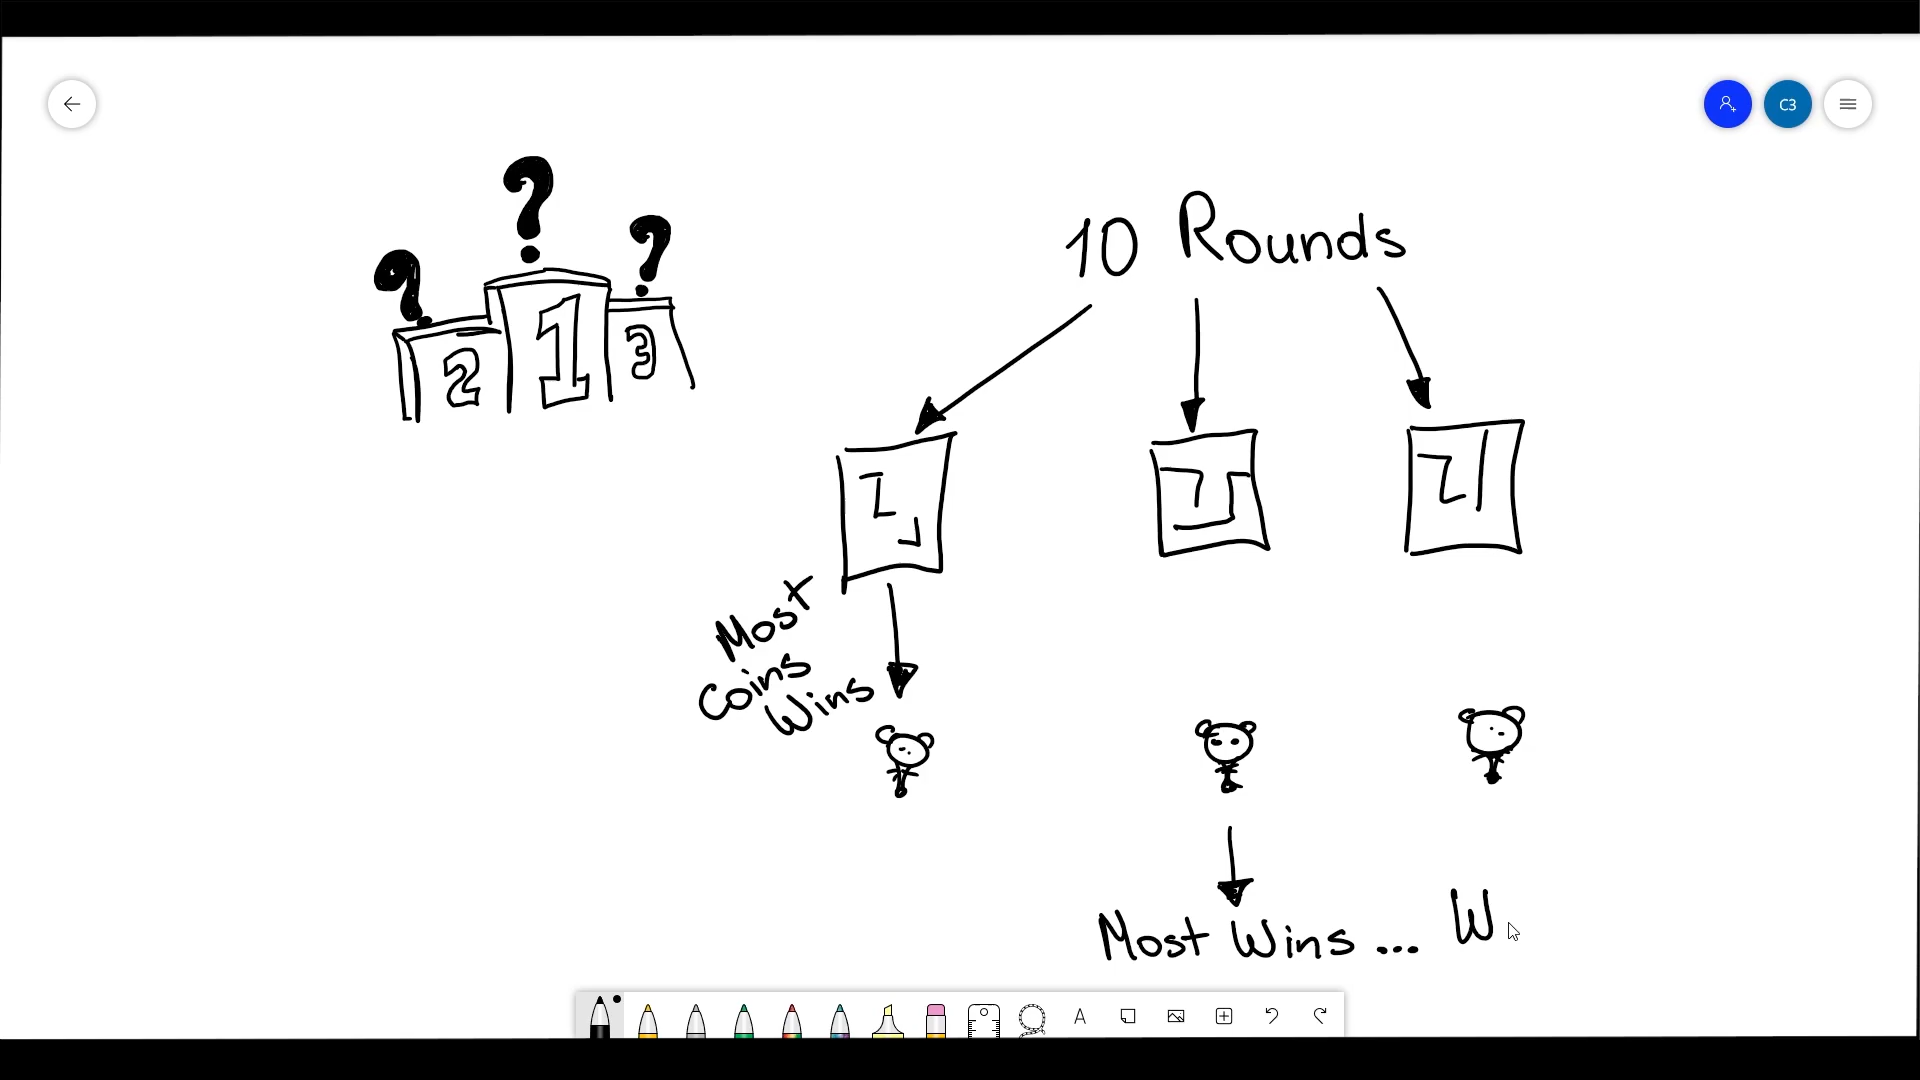 C3
10 Rounds
2 1 3
Most
Coins
Wins
Most Wins ... W
A